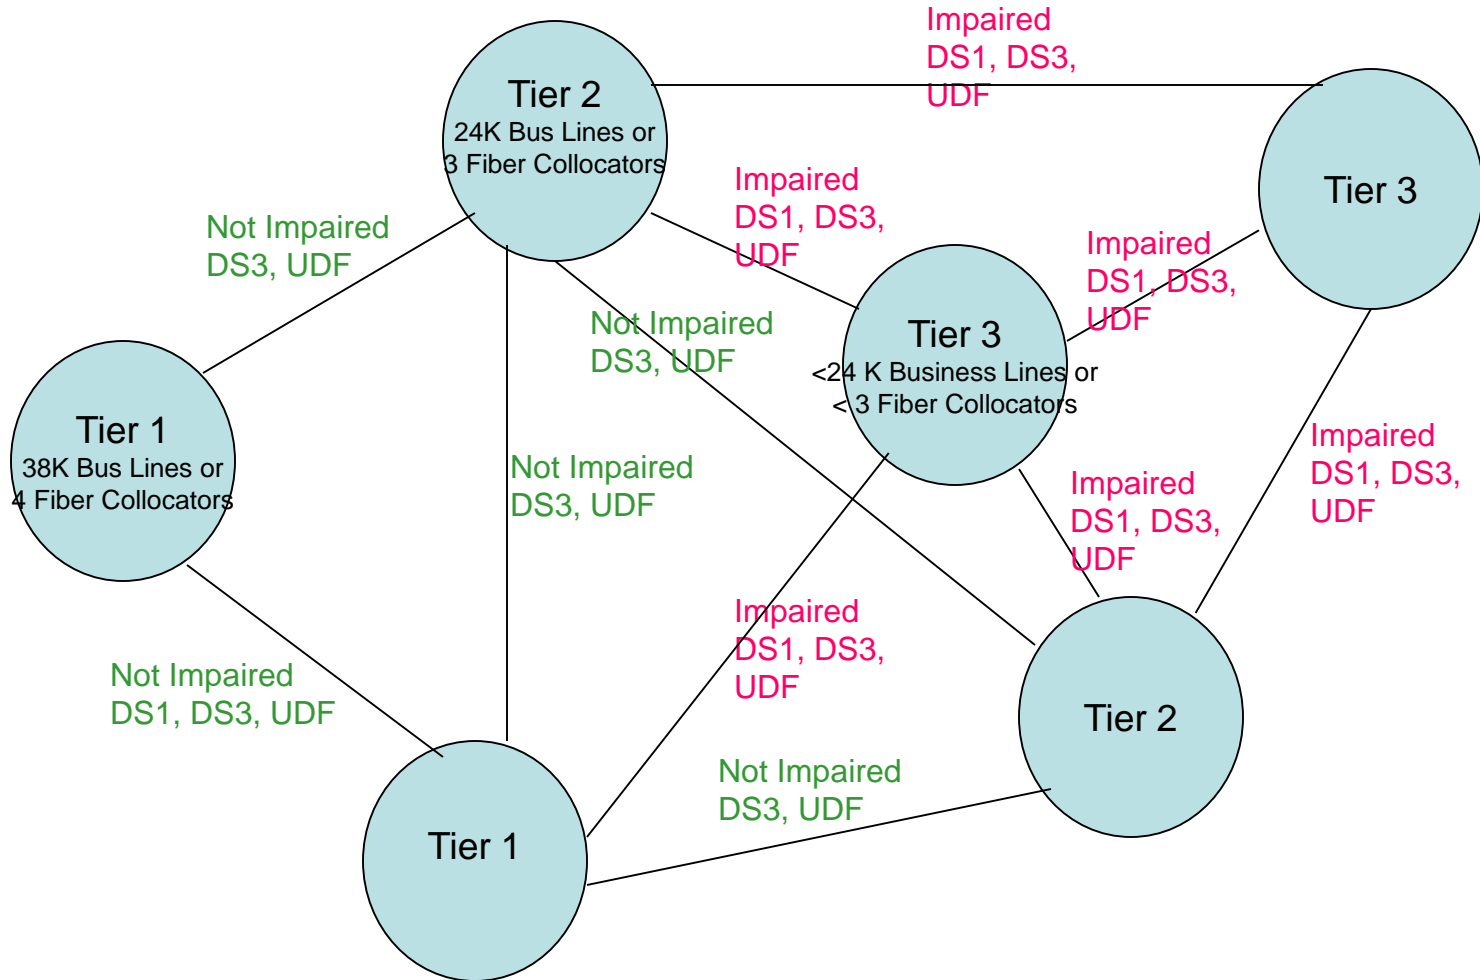 Impaired
DS1, DS3,
UDF
Tier 2
24K Bus Lines or
3 Fiber Collocators
Impaired
DS1, DS3,
UDF
Tier 3
Not Impaired
DS3, UDF
Impaired
DS1, DS3,
UDF
Not Impaired
DS3, UDF
Tier 3
<24 K Business Lines or
< 3 Fiber Collocators
Tier 1
38K Bus Lines or
4 Fiber Collocators
Not Impaired
DS3, UDF
Impaired
DS1, DS3,
UDF
Impaired
DS1, DS3,
UDF
Impaired
DS1, DS3,
UDF
Not Impaired
DS1, DS3, UDF
Tier 2
Not Impaired
DS3, UDF
Tier 1